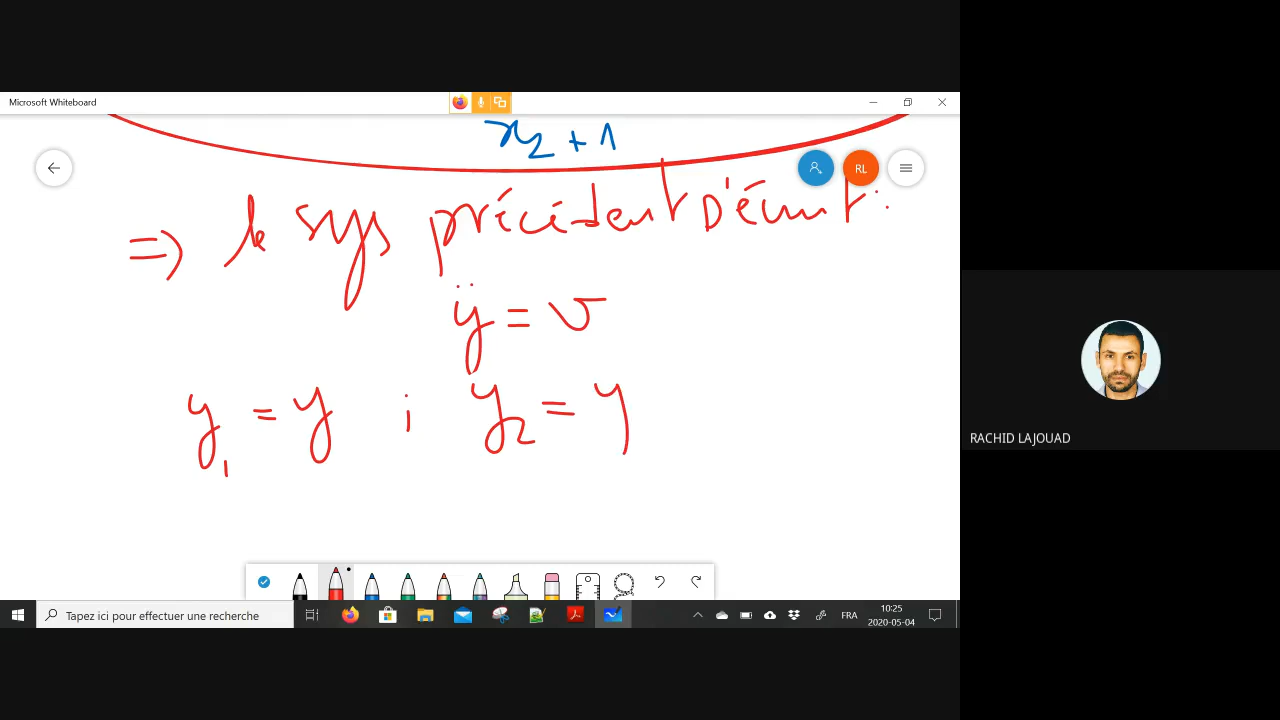 Microsoft Whiteboard
x₂ + 1
RL
=> le sys précédent s'écrit :
ÿ = v
y₁ = y ; y₂ = y
RACHID LAJOUAD
Tapez ici pour effectuer une recherche
FRA
10:25
2020-05-04